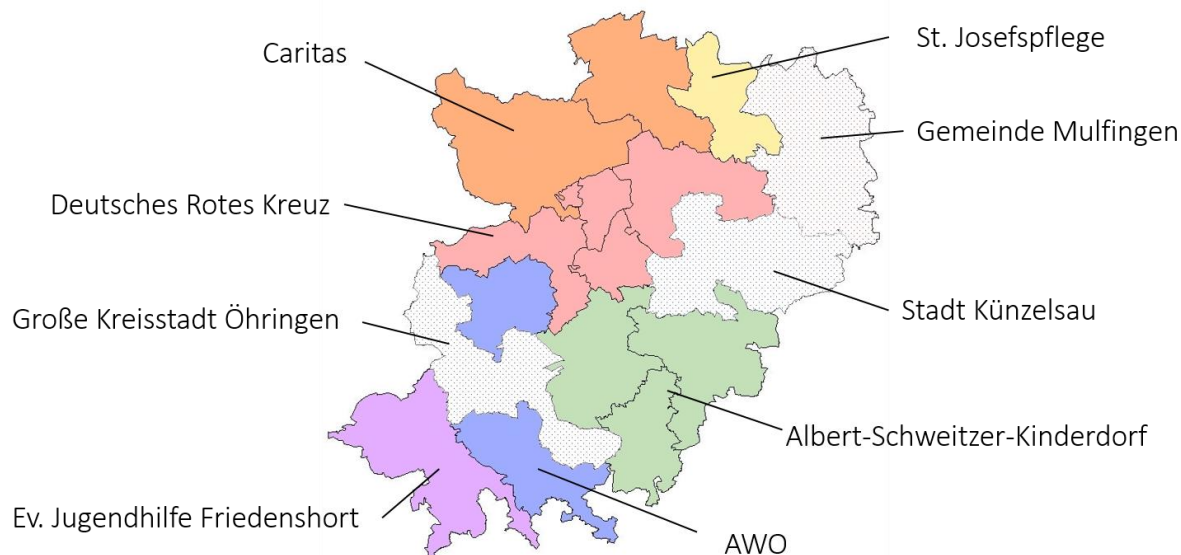 Caritas
St. Josefspflege
Gemeinde Mulfingen
Deutsches Rotes Kreuz
Große Kreisstadt Öhringen
Stadt Künzelsau
Albert-Schweitzer-Kinderdorf
Ev. Jugendhilfe Friedenshort
AWO